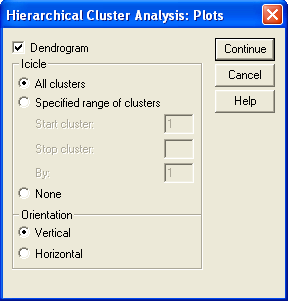 Hierarchical Cluster Analysis: Plots
Dendrogram
Continue
Icicle
Cancel
All clusters
Specified range of clusters
Help
Start cluster: 1
Stop cluster:
By: 1
None
Orientation
Vertical
Horizontal